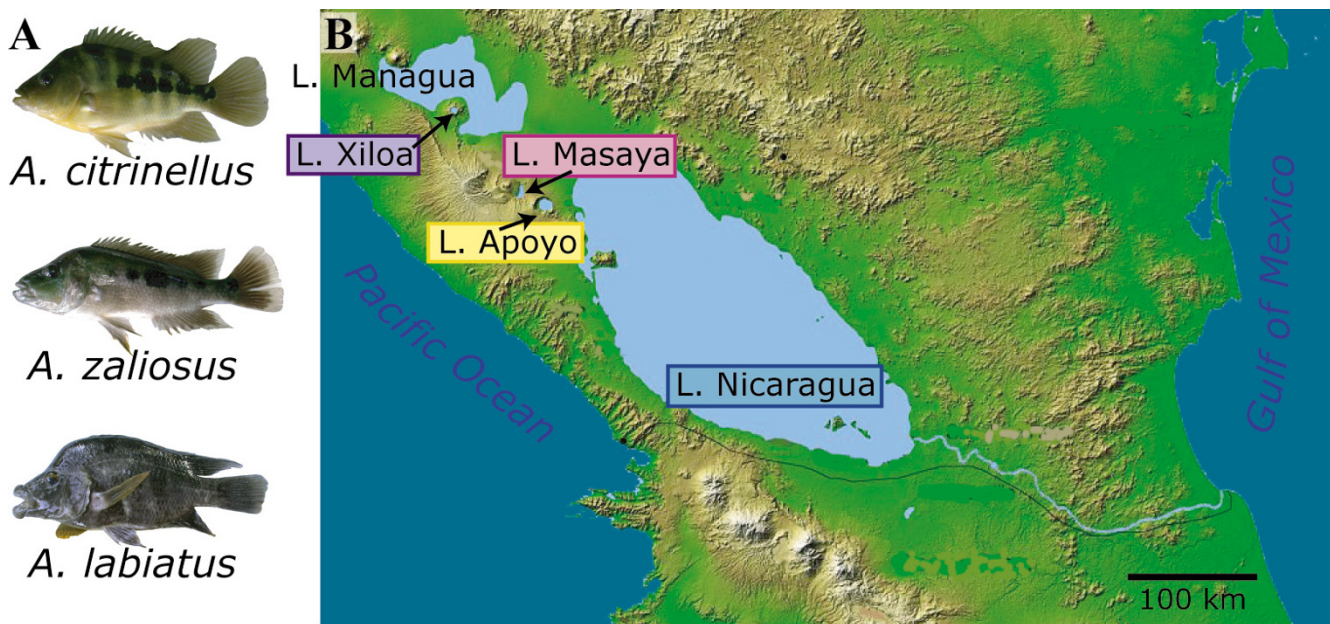 A
A. citrinellus
A. zaliosus
A. labiatus
B
L. Managua
L. Xiloa
L. Masaya
L. Apoyo
L. Nicaragua
Pacific Ocean
Gulf of Mexico
100 km